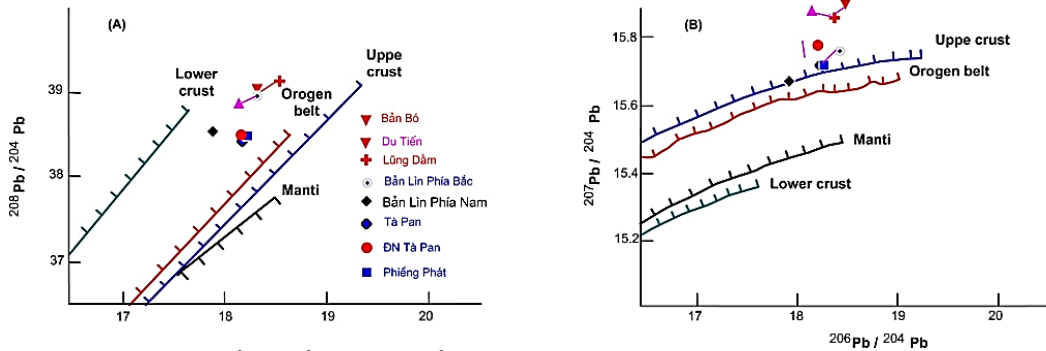 (A)
208Pb / 204 Pb
39
38
37
17
18
19
20
Lower
crust
Uppe
crust
Orogen
belt
Manti
Bản Bó
Du Tiến
Lũng Dầm
Bản Lìn Phía Bắc
Bản Lìn Phía Nam
Tà Pan
ĐN Tà Pan
Phiềng Phát
(B)
207Pb / 204 Pb
15.8
15.6
15.4
15.2
17
18
19
20
206Pb / 204 Pb
Uppe crust
Orogen belt
Manti
Lower crust